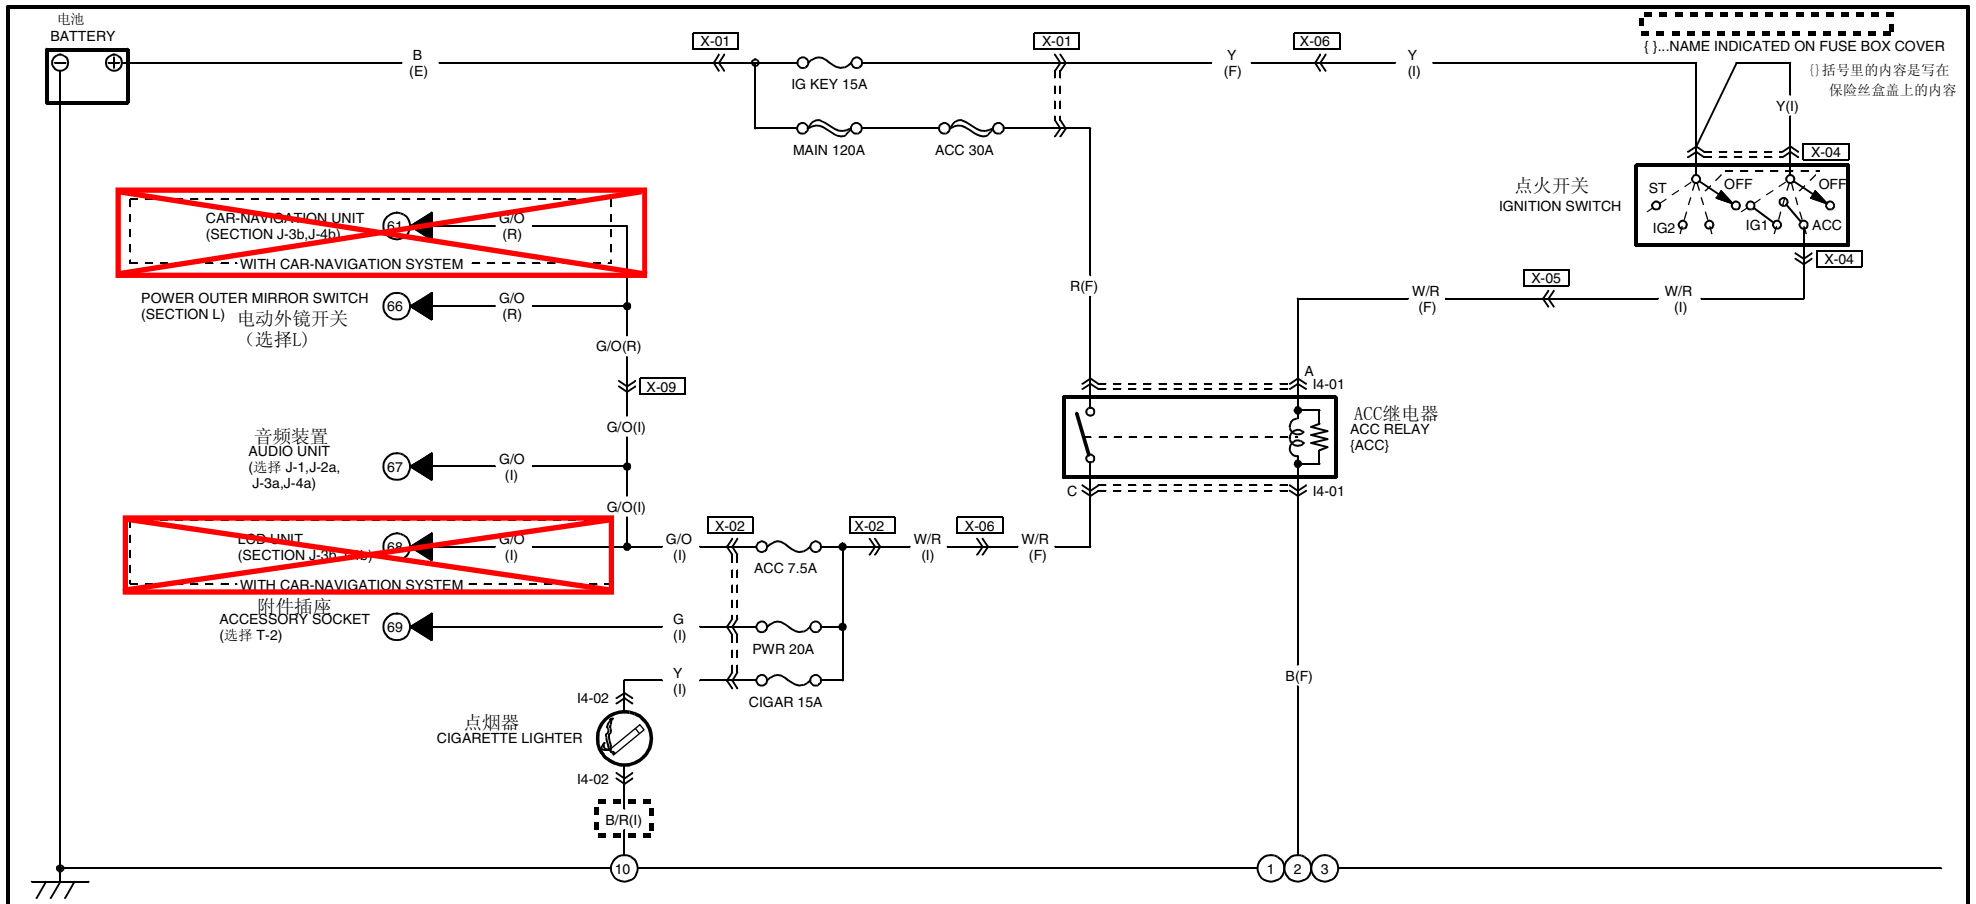 电池
BATTERY
B
(E)
X-01
IG KEY 15A
MAIN 120A
ACC 30A
X-01
Y
(F)
X-06
Y
(I)
{ }...NAME INDICATED ON FUSE BOX COVER
{}括号里的内容是写在
保险丝盒盖上的内容
Y(I)
X-04
点火开关
IGNITION SWITCH
ST
OFF
OFF
IG2
IG1
ACC
X-04
CAR-NAVIGATION UNIT
(SECTION J-3b,J-4b)
61
G/O
(R)
WITH CAR-NAVIGATION SYSTEM
POWER OUTER MIRROR SWITCH
(SECTION L)
电动外镜开关
（选择L)
66
G/O
(R)
G/O(R)
X-09
G/O(I)
R(F)
W/R
(F)
X-05
W/R
(I)
A
I4-01
ACC继电器
ACC RELAY
{ACC}
C
I4-01
音频装置
AUDIO UNIT
(选择 J-1,J-2a,
J-3a,J-4a)
67
G/O
(I)
G/O(I)
LCD UNIT
(SECTION J-3b,J-4b)
68
G/O
(I)
WITH CAR-NAVIGATION SYSTEM
G/O
(I)
X-02
ACC 7.5A
X-02
W/R
(I)
X-06
W/R
(F)
附件插座
ACCESSORY SOCKET
(选择 T-2)
69
G
(I)
PWR 20A
Y
(I)
CIGAR 15A
I4-02
点烟器
CIGARETTE LIGHTER
I4-02
B/R(I)
B(F)
10
1
2
3